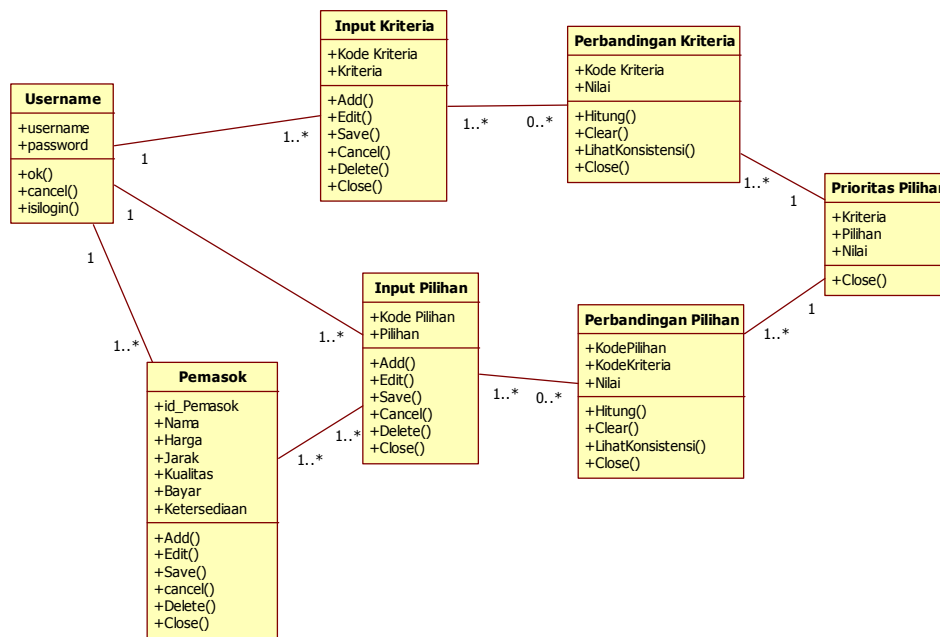 Username
+username
+password
+ok()
+cancel()
+isilogin()
1
1..*
1
1..*
1
1..*
Input Kriteria
+Kode Kriteria
+Kriteria
+Add()
+Edit()
+Save()
+Cancel()
+Delete()
+Close()
1..*
0..*
Perbandingan Kriteria
+Kode Kriteria
+Nilai
+Hitung()
+Clear()
+LihatKonsistensi()
+Close()
1..*
1
Prioritas Pilihan
+Kriteria
+Pilihan
+Nilai
+Close()
Input Pilihan
+Kode Pilihan
+Pilihan
+Add()
+Edit()
+Save()
+Cancel()
+Delete()
+Close()
1..*
0..*
Perbandingan Pilihan
+KodePilihan
+KodeKriteria
+Nilai
+Hitung()
+Clear()
+LihatKonsistensi()
+Close()
1..*
1
Pemasok
+id_Pemasok
+Nama
+Harga
+Jarak
+Kualitas
+Bayar
+Ketersediaan
+Add()
+Edit()
+Save()
+cancel()
+Delete()
+Close()
1..*
1..*